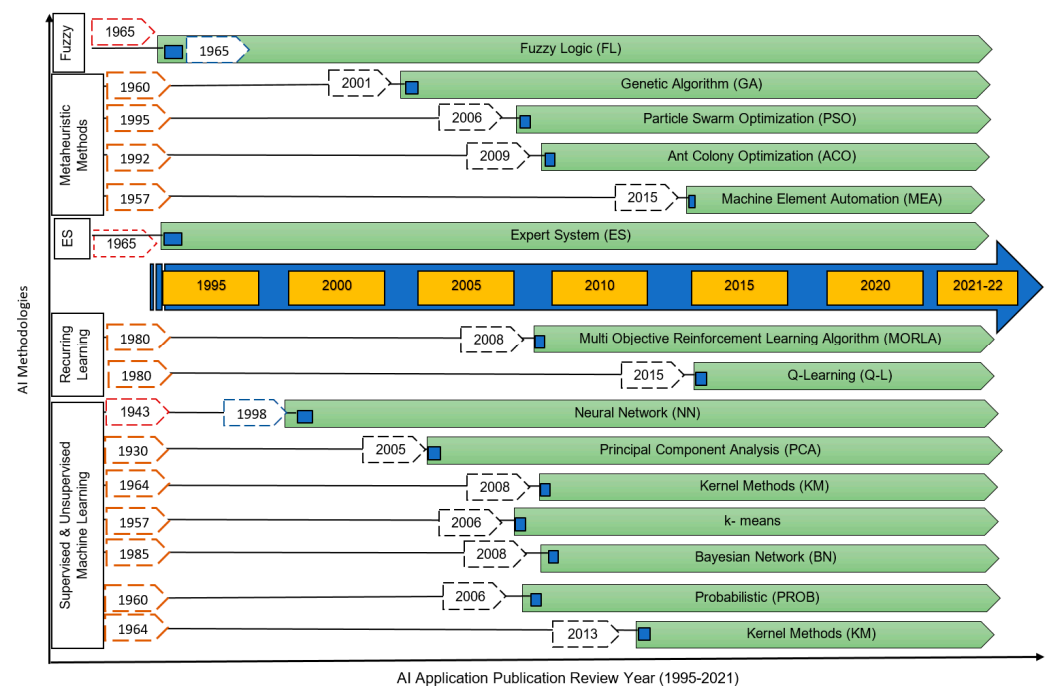 Fuzzy
1965
1965
Fuzzy Logic (FL)
Metaheuristic
Methods
1960
2001
Genetic Algorithm (GA)
1995
2006
Particle Swarm Optimization (PSO)
1992
2009
Ant Colony Optimization (ACO)
1957
2015
Machine Element Automation (MEA)
ES
1965
Expert System (ES)
1995
2000
2005
2010
2015
2020
2021-22
AI Methodologies
Recurring
Learning
1980
2008
Multi Objective Reinforcement Learning Algorithm (MORLA)
1980
2015
Q-Learning (Q-L)
Supervised & Unsupervised
Machine Learning
1943
1998
Neural Network (NN)
1930
2005
Principal Component Analysis (PCA)
1964
2008
Kernel Methods (KM)
1957
2006
k- means
1985
2008
Bayesian Network (BN)
1960
2006
Probabilistic (PROB)
1964
2013
Kernel Methods (KM)
AI Application Publication Review Year (1995-2021)